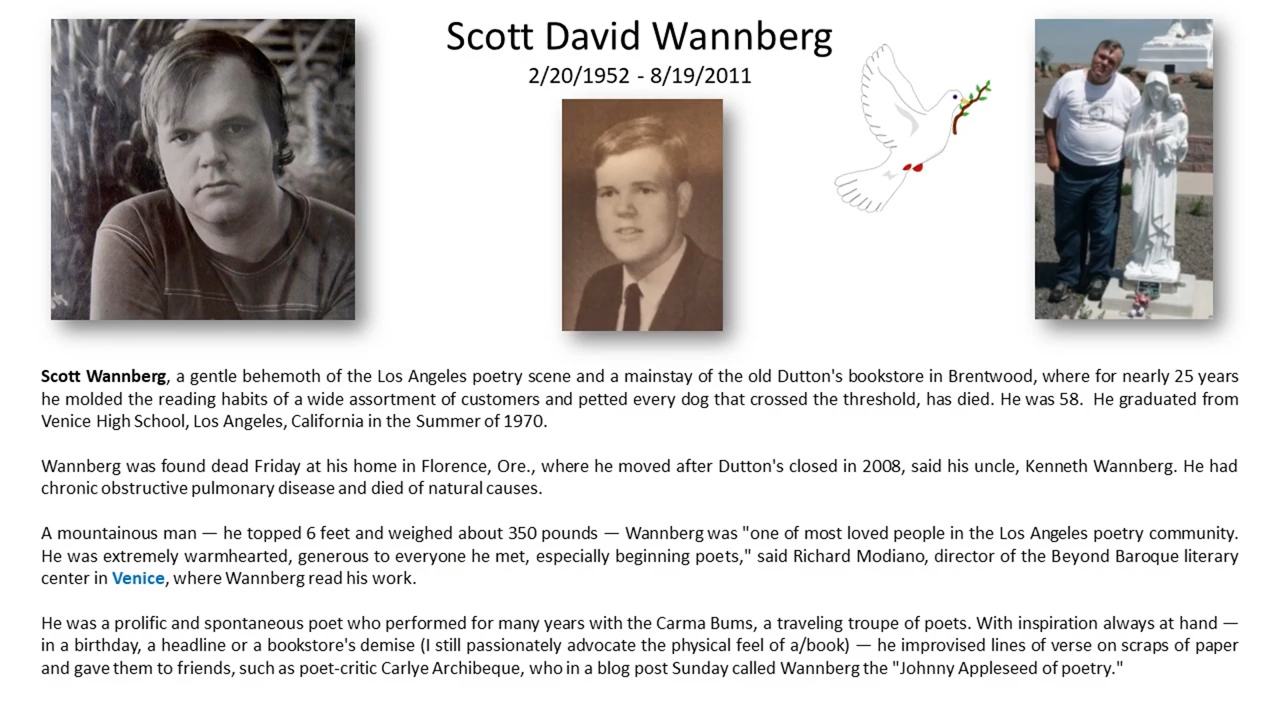 Scott David Wannberg
2/20/1952 - 8/19/2011
Scott Wannberg, a gentle behemoth of the Los Angeles poetry scene and a mainstay of the old Dutton's bookstore in Brentwood, where for nearly 25 years
he molded the reading habits of a wide assortment of customers and petted every dog that crossed the threshold, has died. He was 58.  He graduated from
Venice High School, Los Angeles, California in the Summer of 1970.
Wannberg was found dead Friday at his home in Florence, Ore., where he moved after Dutton's closed in 2008, said his uncle, Kenneth Wannberg. He had
chronic obstructive pulmonary disease and died of natural causes.
A mountainous man — he topped 6 feet and weighed about 350 pounds — Wannberg was "one of most loved people in the Los Angeles poetry community.
He was extremely warmhearted, generous to everyone he met, especially beginning poets," said Richard Modiano, director of the Beyond Baroque literary
center in Venice, where Wannberg read his work.
He was a prolific and spontaneous poet who performed for many years with the Carma Bums, a traveling troupe of poets. With inspiration always at hand —
in a birthday, a headline or a bookstore's demise (I still passionately advocate the physical feel of a/book) — he improvised lines of verse on scraps of paper
and gave them to friends, such as poet-critic Carlye Archibeque, who in a blog post Sunday called Wannberg the "Johnny Appleseed of poetry."